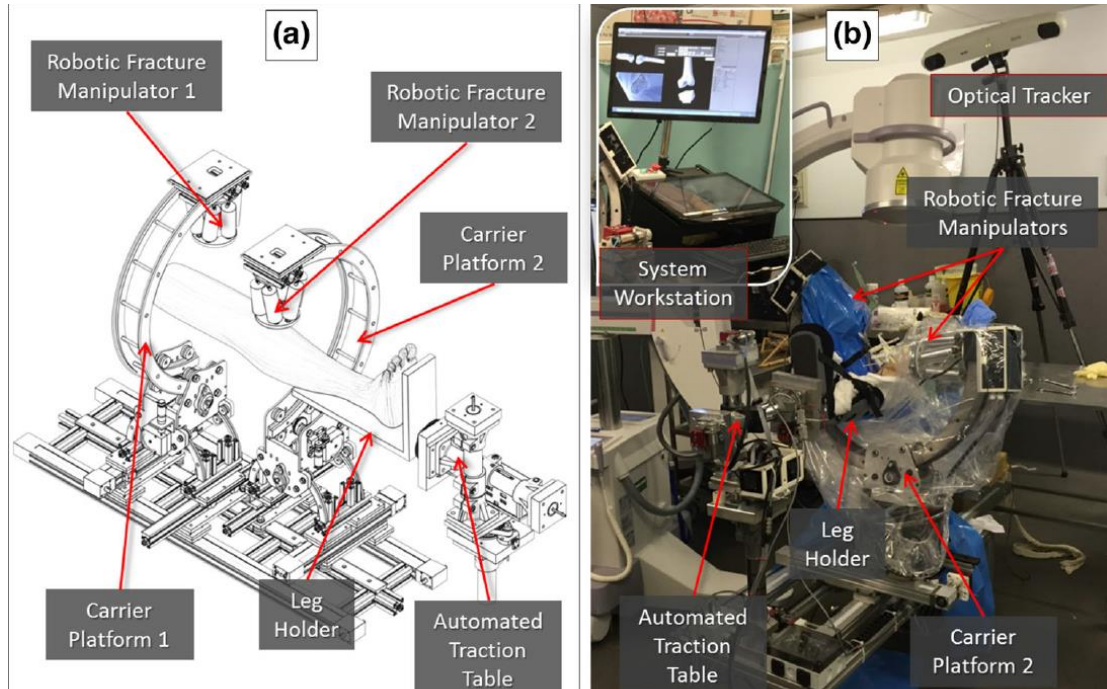 (a)
Robotic Fracture
Manipulator 1
Robotic Fracture
Manipulator 2
Carrier
Platform 2
Carrier
Platform 1
Leg
Holder
Automated
Traction
Table
(b)
Optical Tracker
Robotic Fracture
Manipulators
System
Workstation
Leg
Holder
Automated
Traction
Table
Carrier
Platform 2